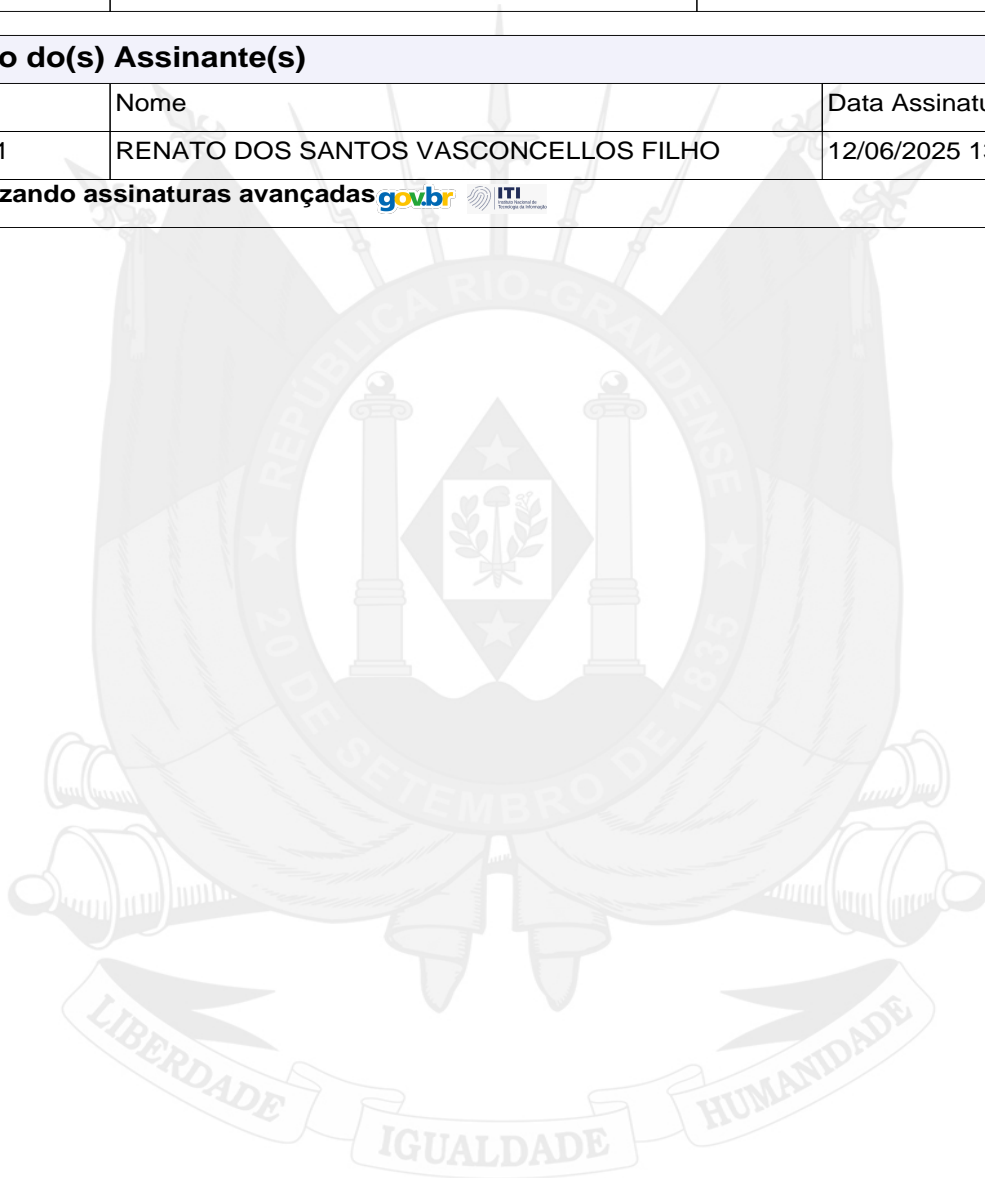 o do(s) Assinante(s)
Nome Data Assinatu
1 RENATO DOS SANTOS VASCONCELLOS FILHO 12/06/2025 13
zando assinaturas avançadas gov.br ITI
REPÚBLICA RIO-GRANDENSE
20 DE SETEMBRO DE 1835
LIBERDADE
IGUALDADE
HUMANIDADE